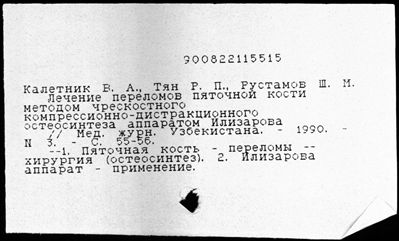 900822115515
Калетник В. А., Тян Р. П., Рустамов Ш. М.
Лечение переломов пяточной кости
методом чрескостного
компрессионно-дистракционного
остеосинтеза аппаратом Илизарова
// Мед. журн. Узбекистана. - 1990. -
N 3. - С. 55-56.
--1. Пяточная кость - переломы --
хирургия (остеосинтез). 2. Илизарова
аппарат - применение.